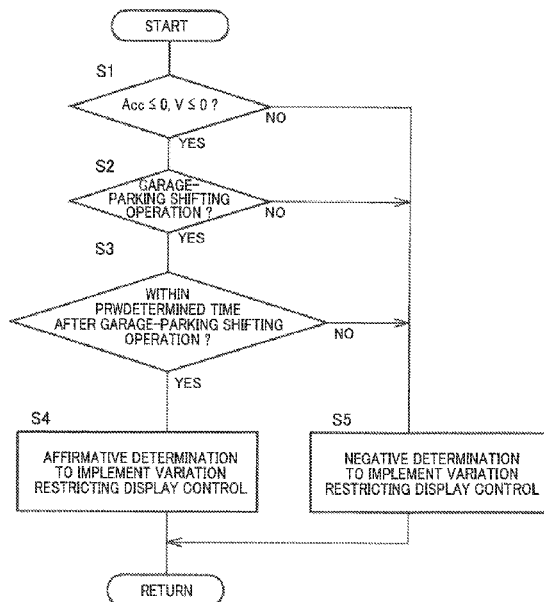 START
S1
Acc ≤ 0, V ≤ 0 ?
NO
YES
S2
GARAGE-
PARKING SHIFTING
OPERATION ?
NO
YES
S3
WITHIN
PRWDETERMINED TIME
AFTER GARAGE-PARKING SHIFTING
OPERATION ?
NO
YES
S4
AFFIRMATIVE DETERMINATION
TO IMPLEMENT VARIATION
RESTRICTING DISPLAY CONTROL
S5
NEGATIVE DETERMINATION
TO IMPLEMENT VARIATION
RESTRICTING DISPLAY CONTROL
RETURN